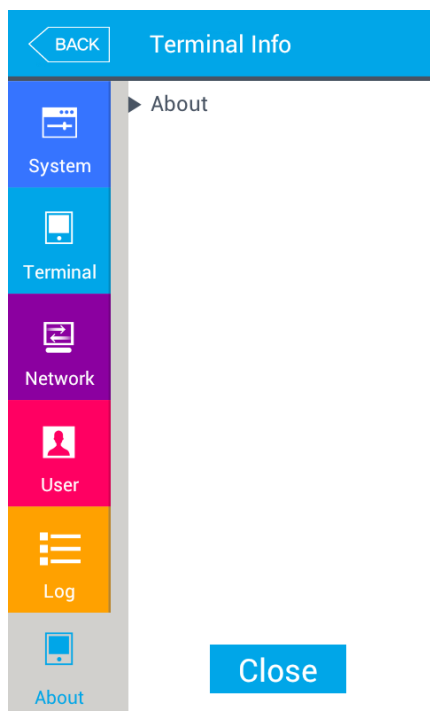 BACK
Terminal Info
About
System
Terminal
Network
User
Log
About
Close